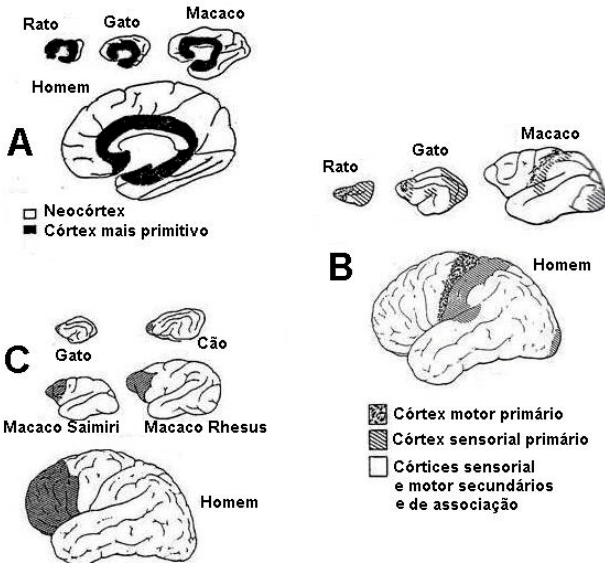 Rato
Gato
Macaco
Homem
A
Neocórtex
Córtex mais primitivo
Rato
Gato
Macaco
B
Homem
Córtex motor primário
Córtex sensorial primário
Córtices sensorial
e motor secundários
e de associação
C
Gato
Cão
Macaco Saimiri
Macaco Rhesus
Homem